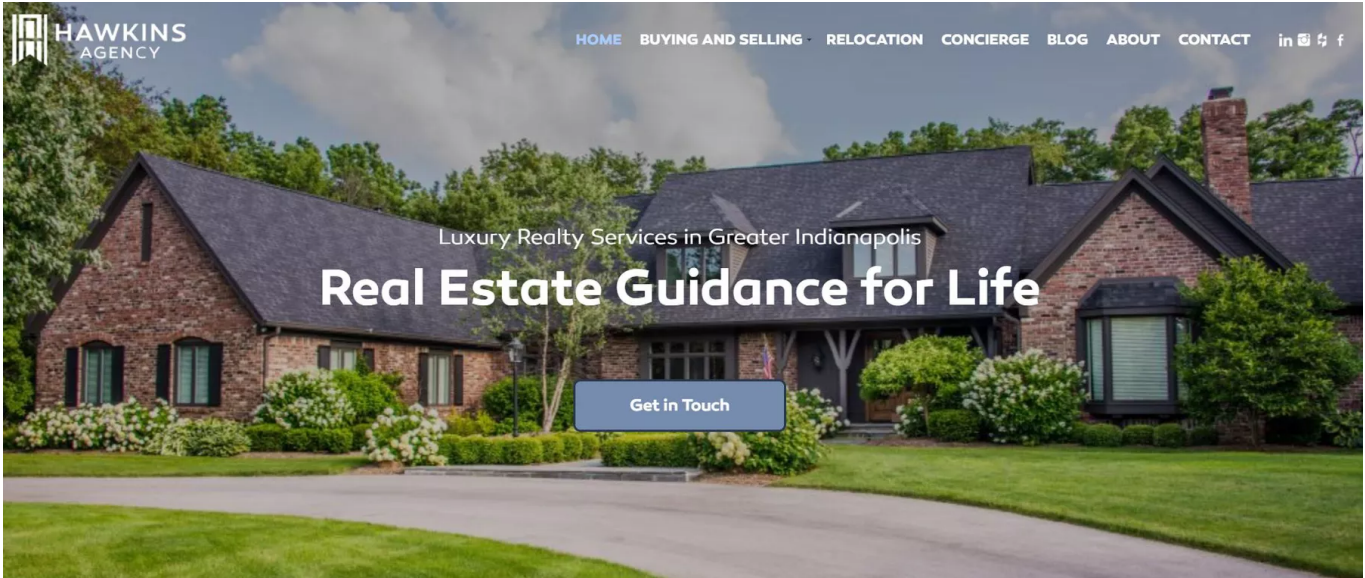 HAWKINS
AGENCY
HOME BUYING AND SELLING RELOCATION CONCIERGE BLOG ABOUT CONTACT in f
Luxury Realty Services in Greater Indianapolis
Real Estate Guidance for Life
Get in Touch